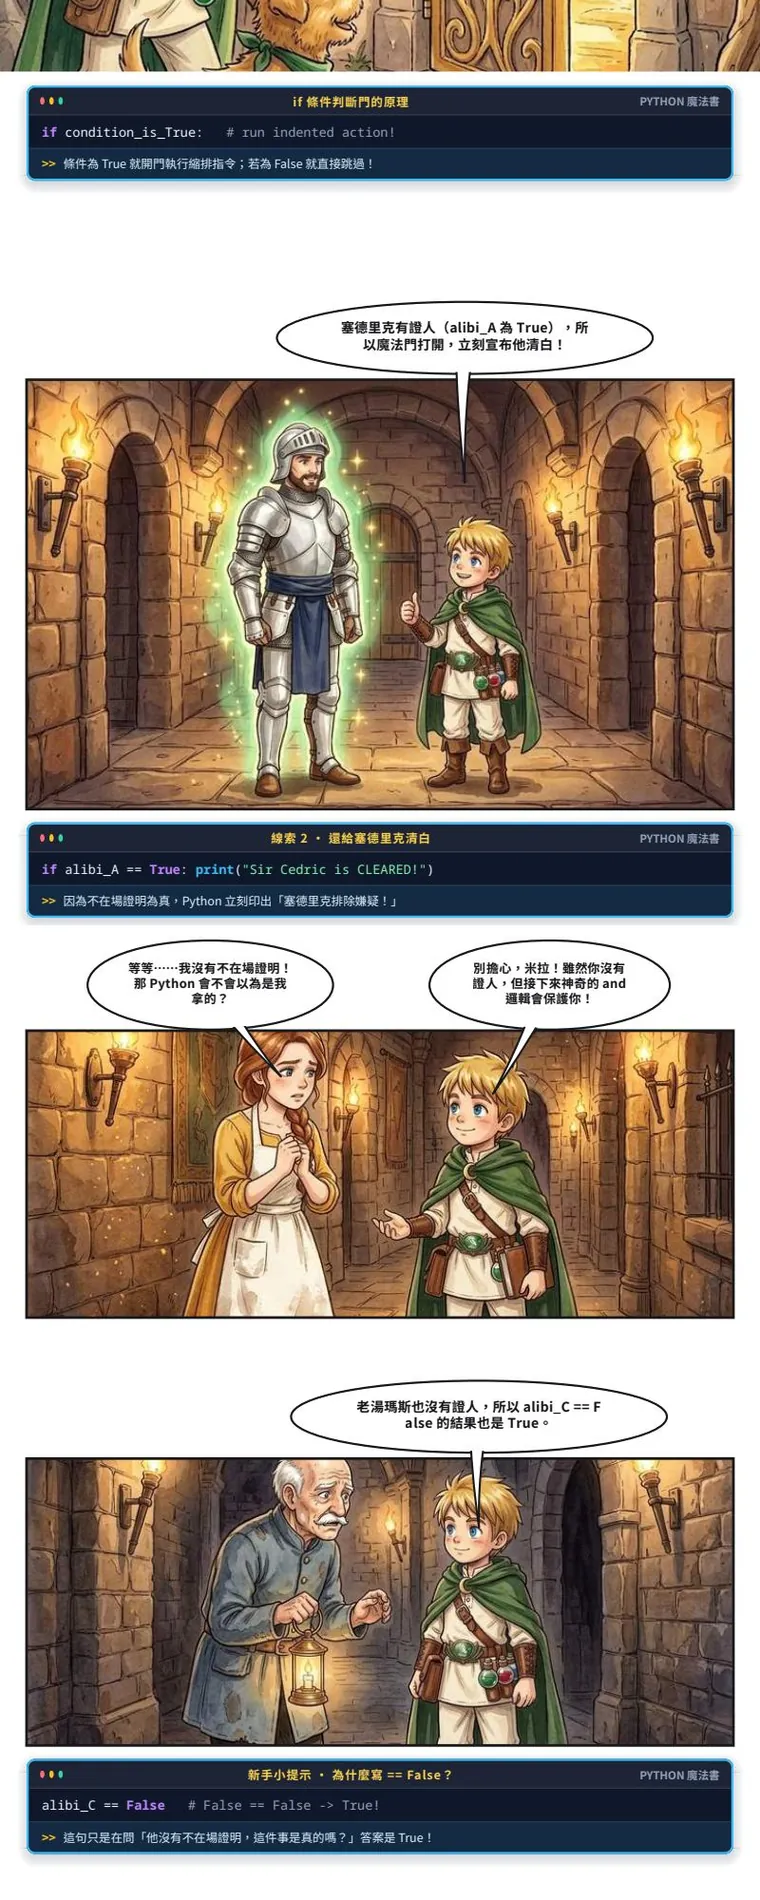 if 條件判斷門的原理
PYTHON 魔法書
if condition_is_True:   # run indented action!
>> 條件為 True 就開門執行縮排指令；若為 False 就直接跳過！
塞德里克有證人（alibi_A 為 True），所
以魔法門打開，立刻宣布他清白！
線索 2 · 還給塞德里克清白
PYTHON 魔法書
if alibi_A == True: print("Sir Cedric is CLEARED!")
>> 因為不在場證明為真，Python 立刻印出「塞德里克排除嫌疑！」
等等……我沒有不在場證明！
那 Python 會不會以為是我
拿的？
別擔心，米拉！雖然你沒有
證人，但接下來神奇的 and
邏輯會保護你！
老湯瑪斯也沒有證人，所以 alibi_C == F
alse 的結果也是 True。
新手小提示 · 為什麼寫 == False？
PYTHON 魔法書
alibi_C == False   # False == False -> True!
>> 這句只是在問「他沒有不在場證明，這件事是真的嗎？」答案是 True！